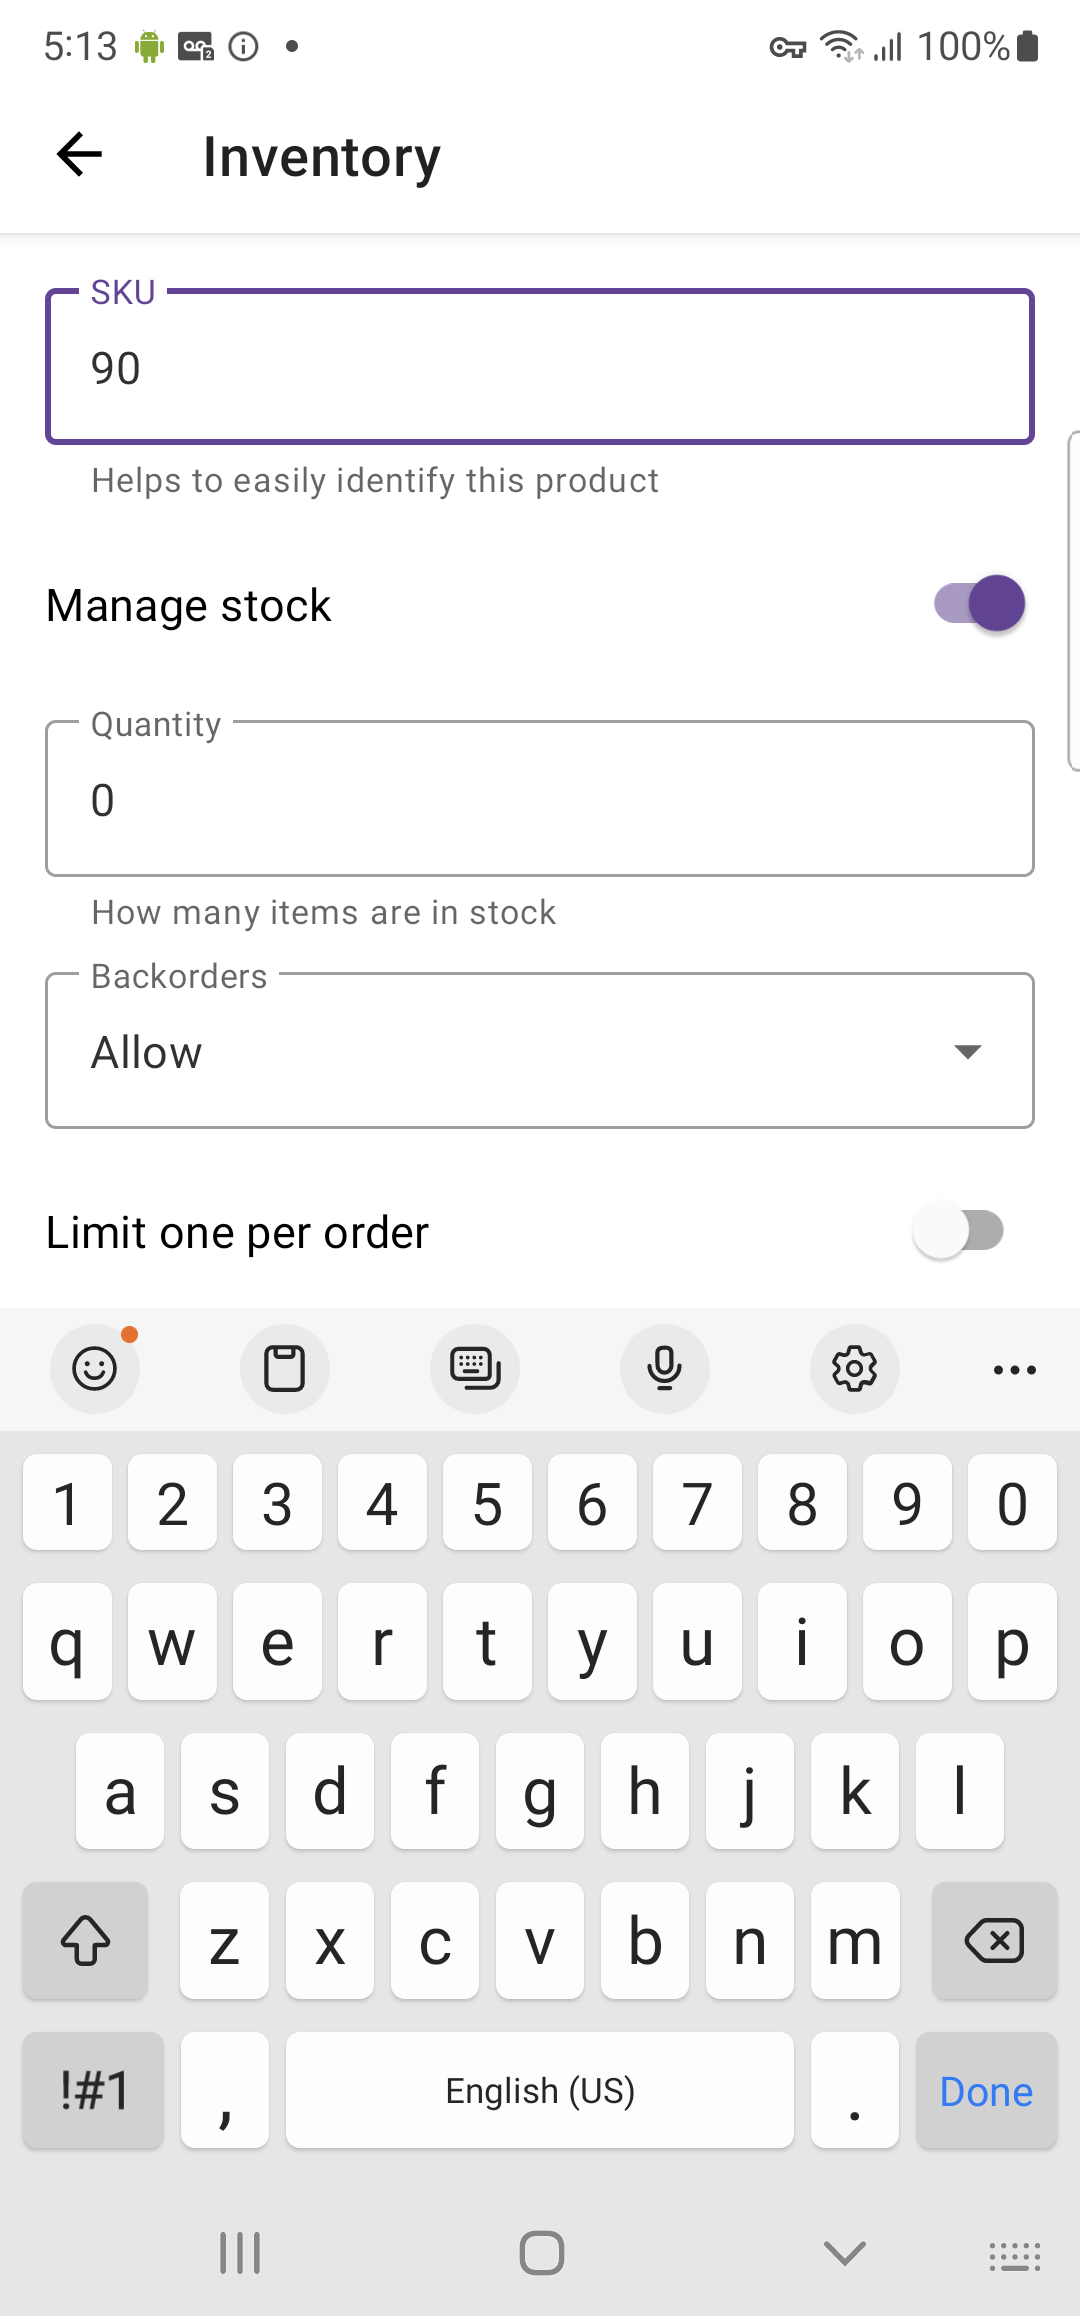 5:13 100%
Inventory
SKU
90
Helps to easily identify this product
Manage stock
Quantity
0
How many items are in stock
Backorders
Allow
Limit one per order
1 2 3 4 5 6 7 8 9 0
q w e r t y u i o p
a s d f g h j k l
z x c v b n m
!#1 , English (US) . Done